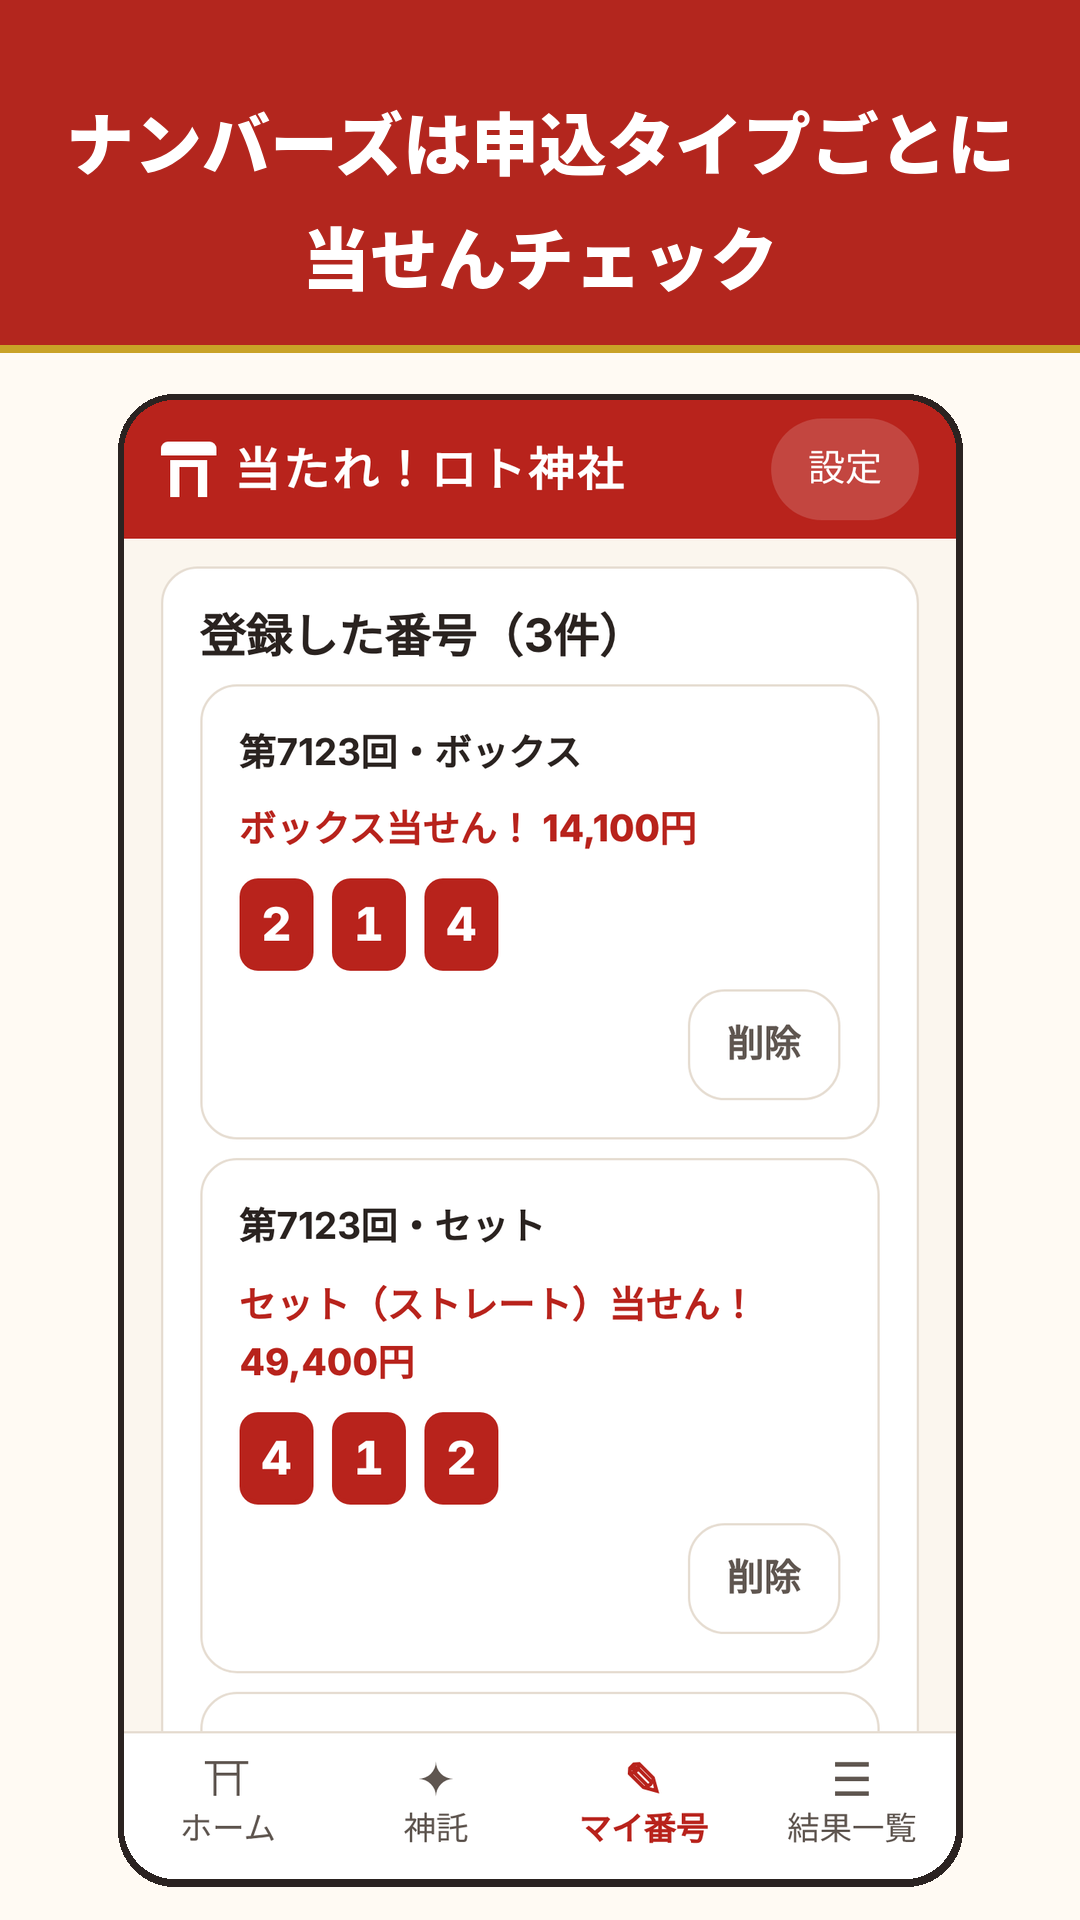 ナンバーズは申込タイプごとに
当せんチェック
当たれ！ロト神社
設定
登録した番号（3件）
第7123回・ボックス
ボックス当せん！ 14,100円
2 1 4
削除
第7123回・セット
セット（ストレート）当せん！
49,400円
4 1 2
削除
ホーム 神託 マイ番号 結果一覧